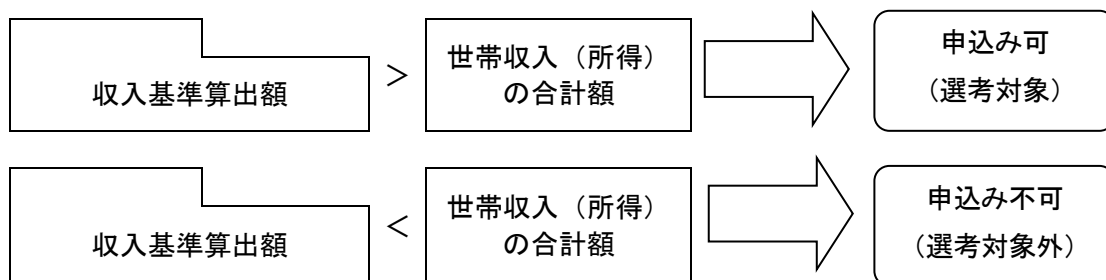 収入基準算出額
＞
世帯収入（所得）
の合計額
申込み可
（選考対象）
収入基準算出額
＜
世帯収入（所得）
の合計額
申込み不可
（選考対象外）